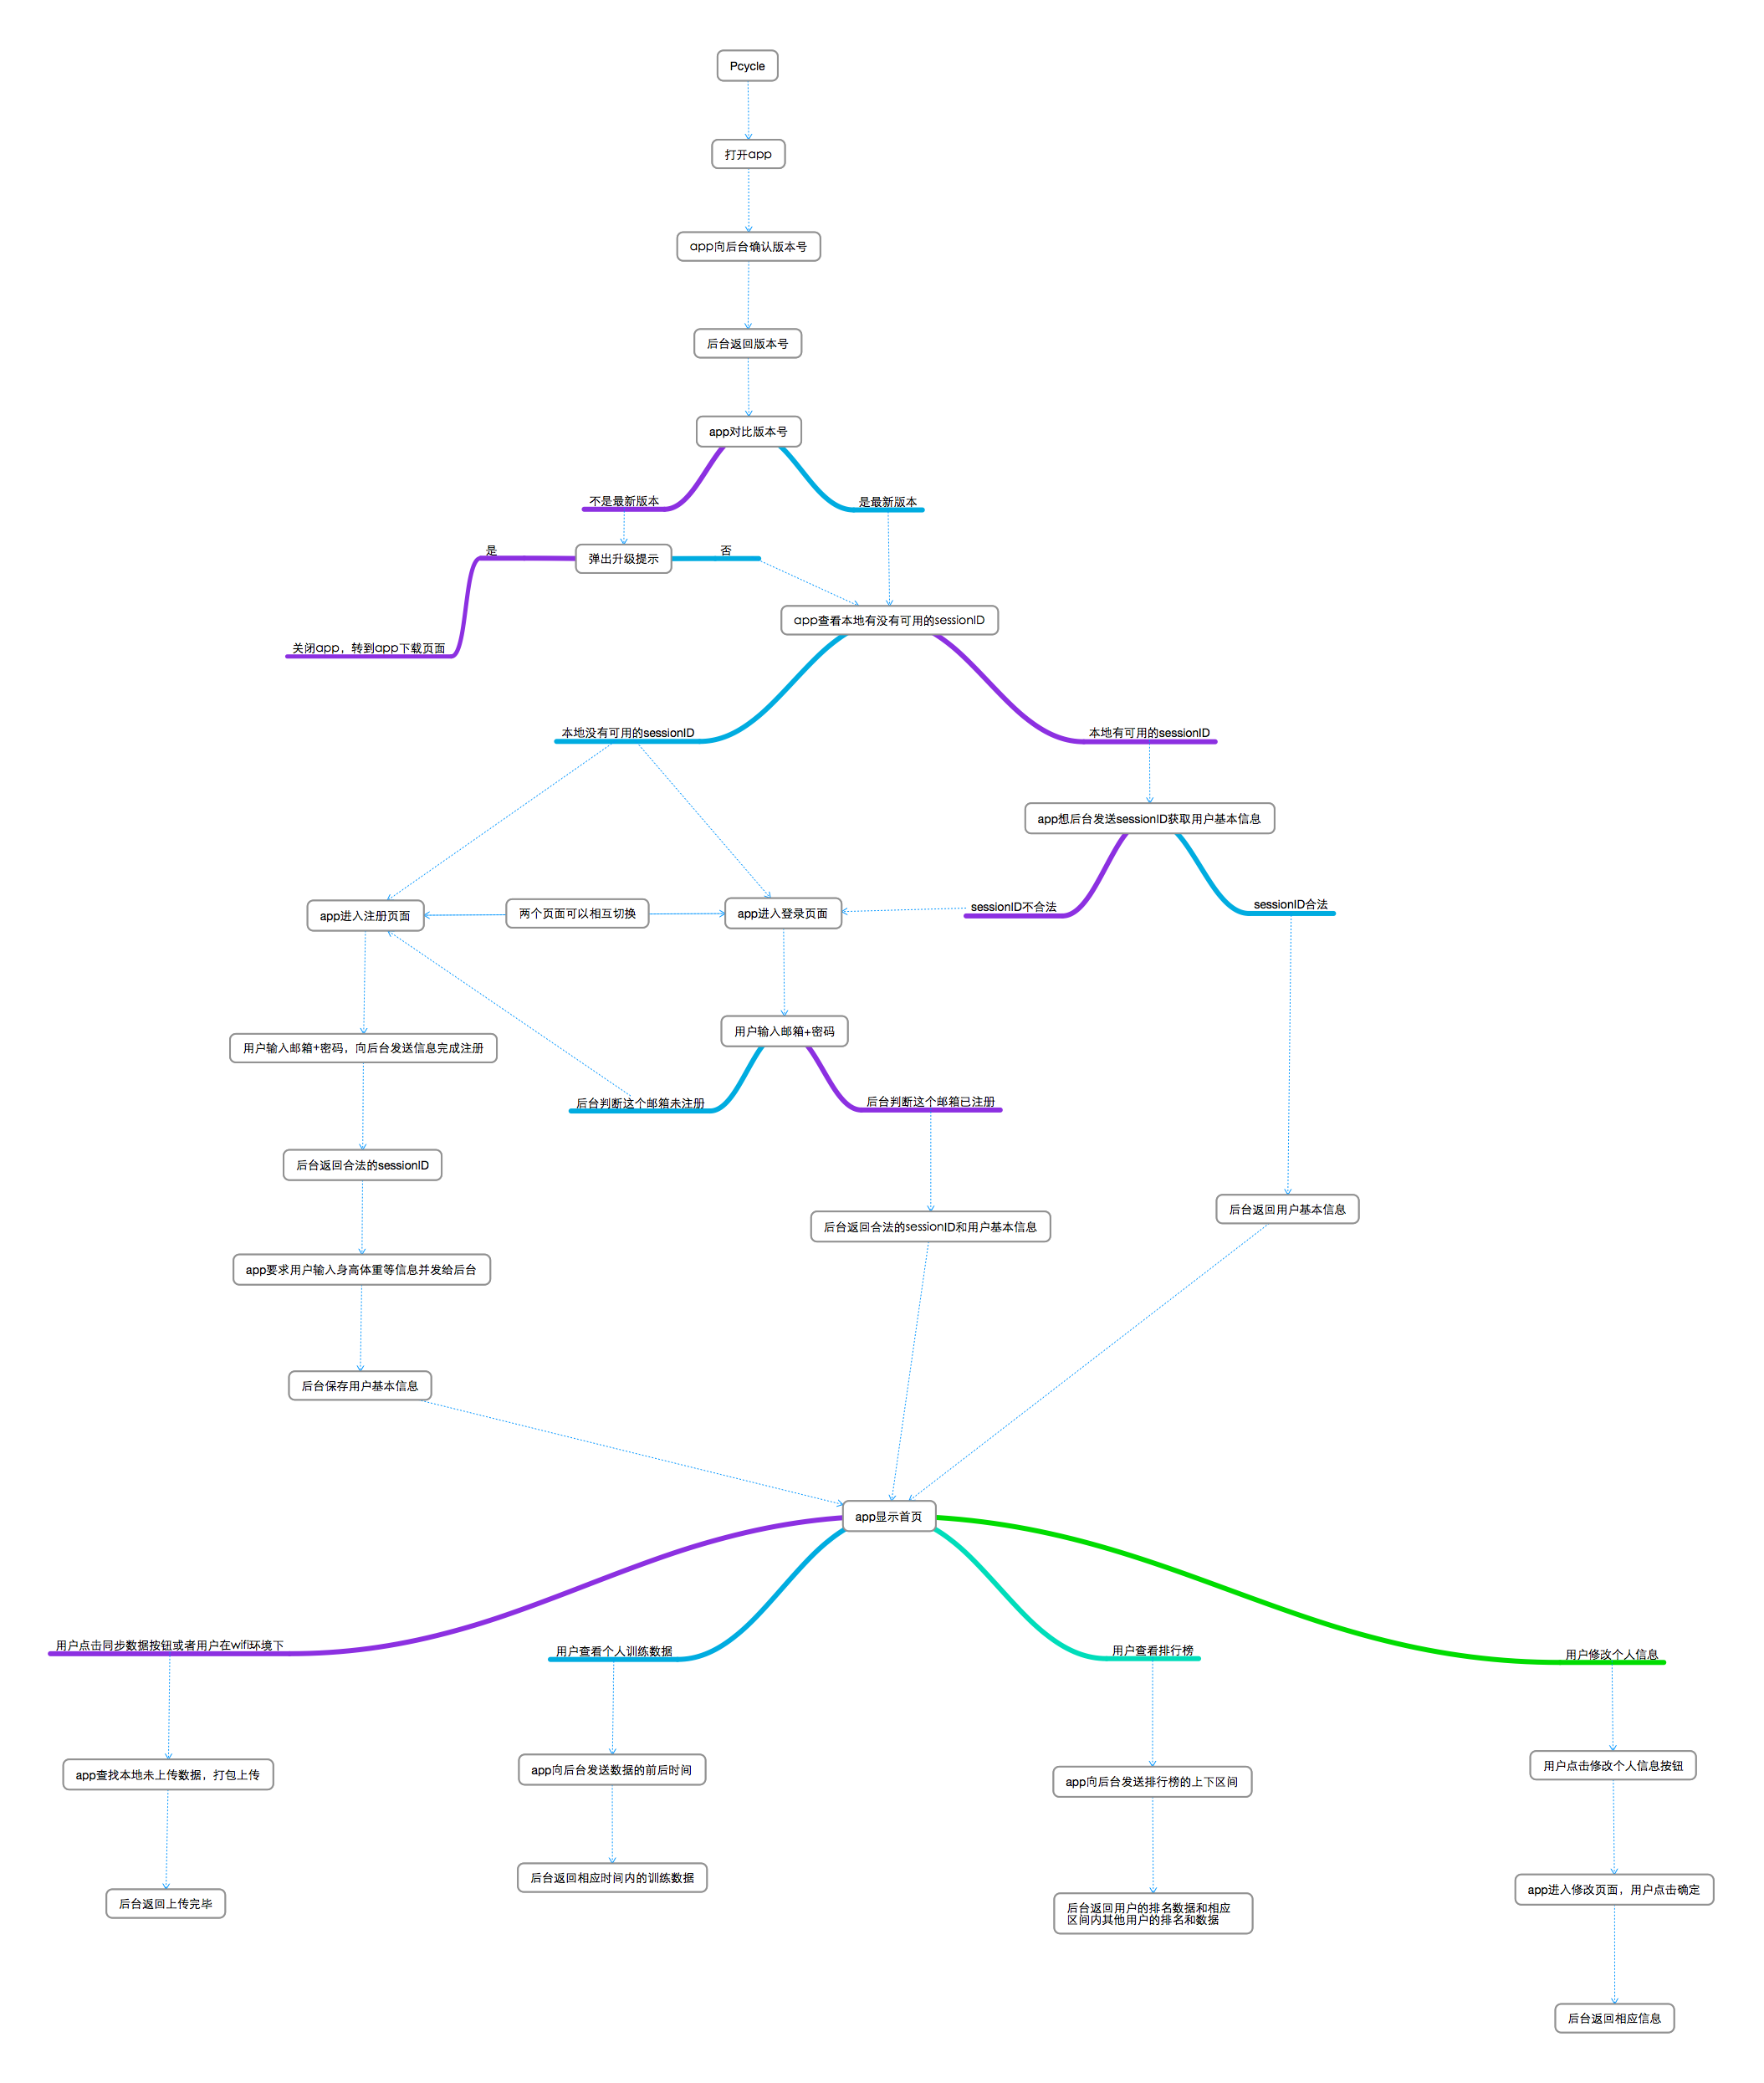 Pcycle
打开app
app向后台确认版本号
后台返回版本号
app对比版本号
不是最新版本
是最新版本
是
弹出升级提示
否
app查看本地有没有可用的sessionID
关闭app，转到app下载页面
本地没有可用的sessionID
本地有可用的sessionID
app想后台发送sessionID获取用户基本信息
app进入注册页面
两个页面可以相互切换
app进入登录页面
sessionID不合法
sessionID合法
用户输入邮箱+密码
用户输入邮箱+密码，向后台发送信息完成注册
后台判断这个邮箱未注册
后台判断这个邮箱已注册
后台返回合法的sessionID
后台返回用户基本信息
后台返回合法的sessionID和用户基本信息
app要求用户输入身高体重等信息并发给后台
后台保存用户基本信息
app显示首页
用户点击同步数据按钮或者用户在wifi环境下
用户查看个人训练数据
用户查看排行榜
用户修改个人信息
app查找本地未上传数据，打包上传
app向后台发送数据的前后时间
app向后台发送排行榜的上下区间
用户点击修改个人信息按钮
后台返回上传完毕
后台返回相应时间内的训练数据
后台返回用户的排名数据和相应
区间内其他用户的排名和数据
app进入修改页面，用户点击确定
后台返回相应信息